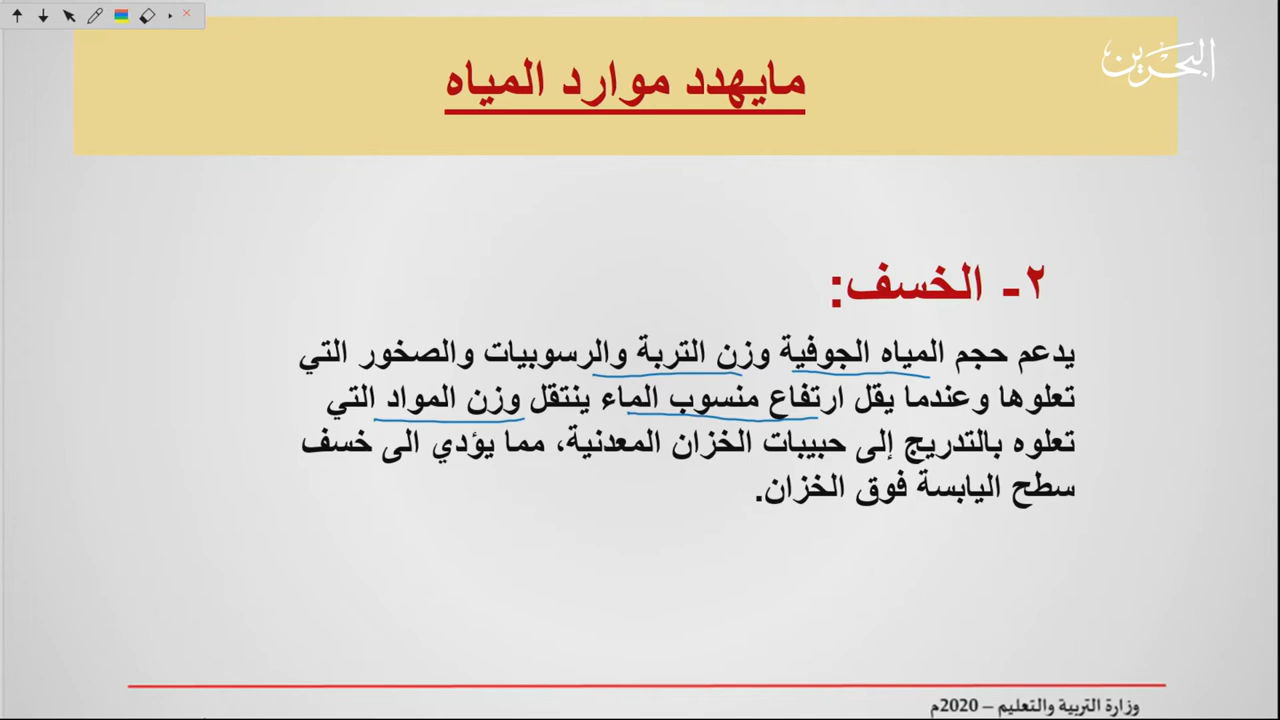 البحرين
مايهدد موارد المياه
٢- الخسف:
يدعم حجم المياه الجوفية وزن التربة والرسوبيات والصخور التي
تعلوها وعندما يقل ارتفاع منسوب الماء ينتقل وزن المواد التي
تعلوه بالتدريج إلى حبيبات الخزان المعدنية، مما يؤدي الى خسف
سطح اليابسة فوق الخزان.
وزارة التربية والتعليم – 2020م